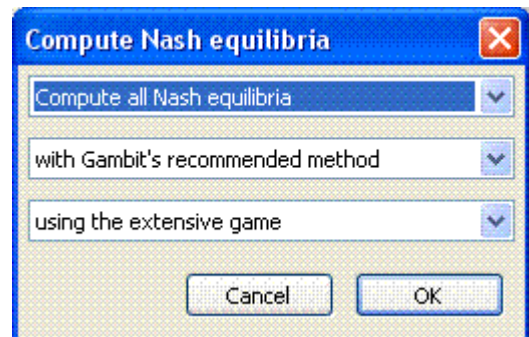 Compute Nash equilibria
Compute all Nash equilibria
with Gambit's recommended method
using the extensive game
Cancel OK